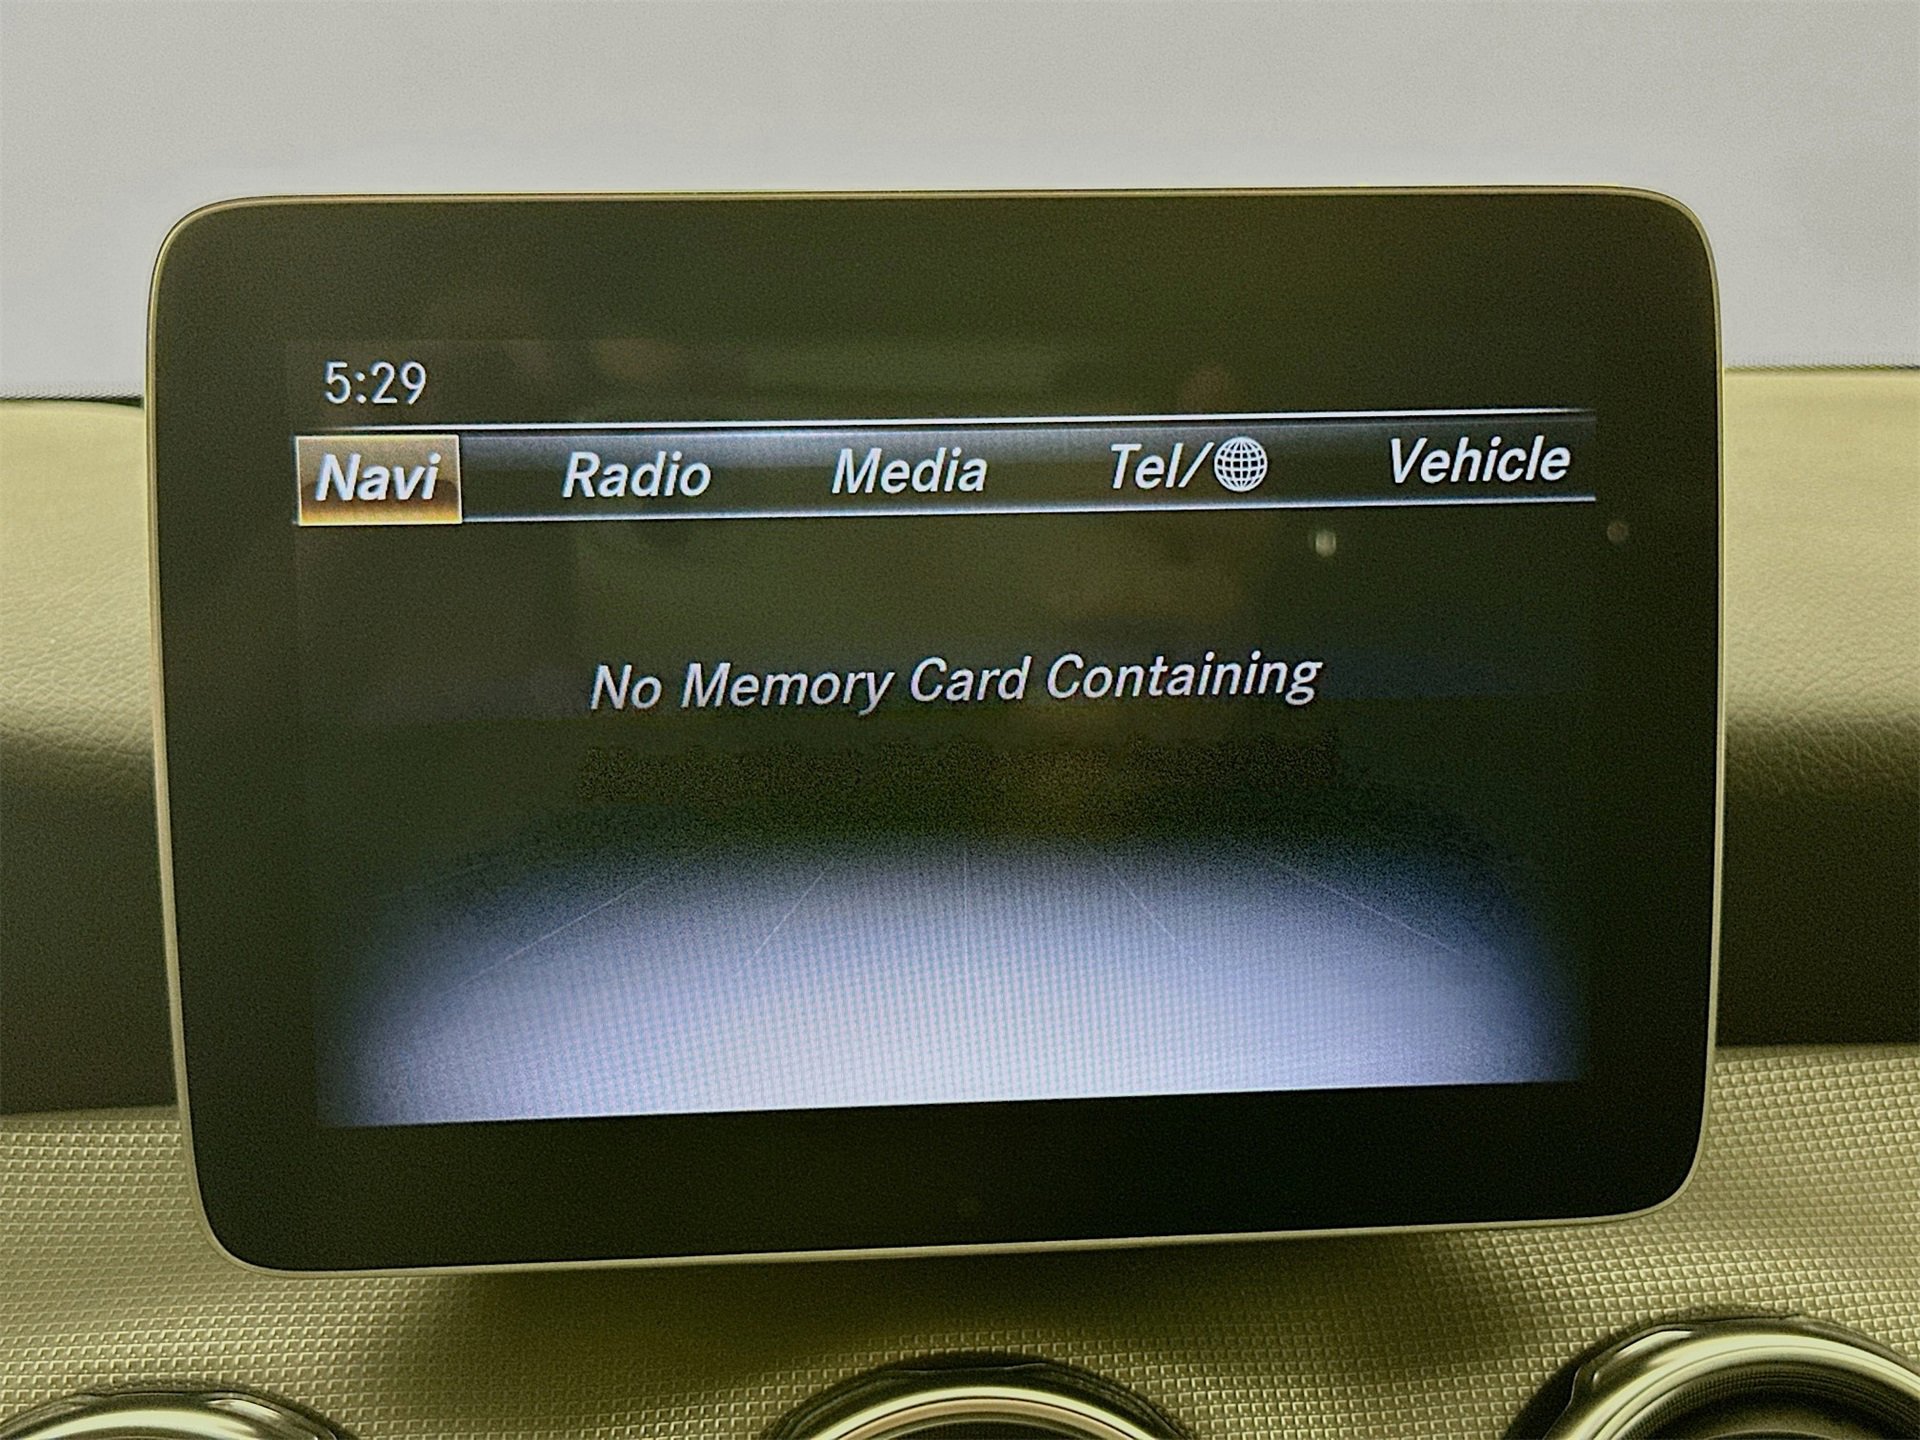 5:29
Navi Radio Media Tel/ Vehicle
No Memory Card Containing